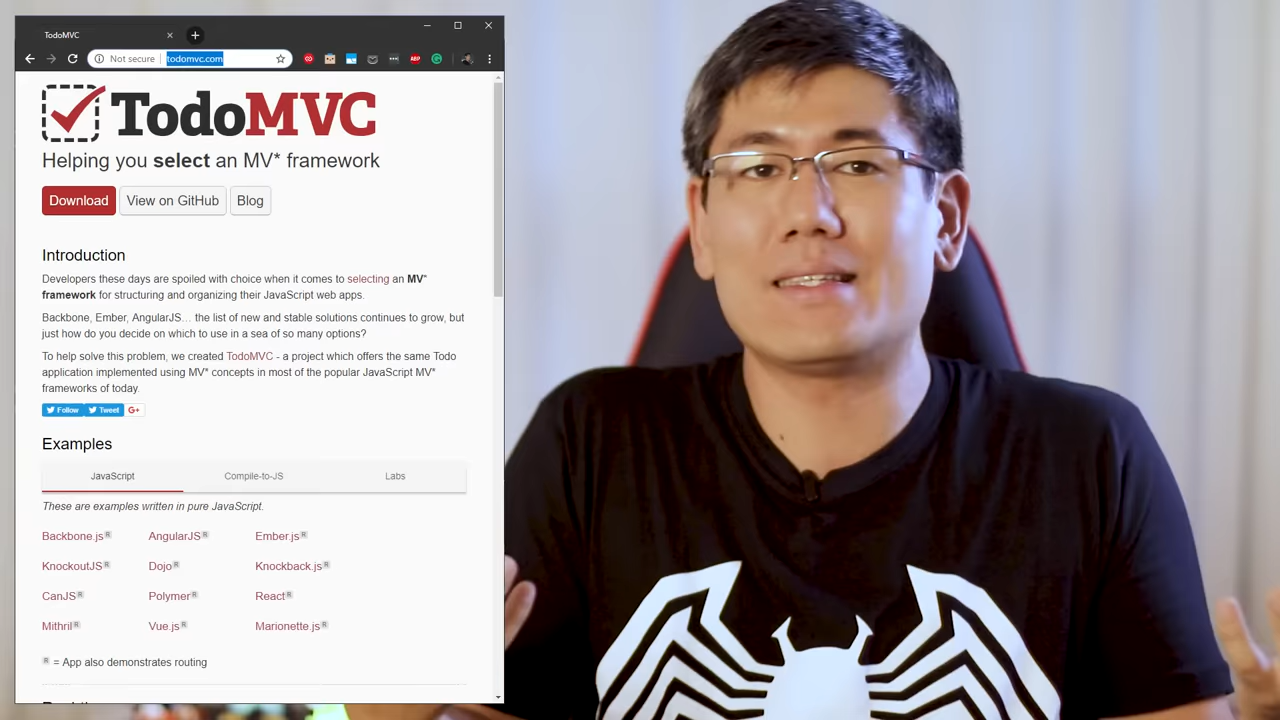 TodoMVC
Not secure | todomvc.com
ABP
TodoMVC
Helping you select an MV* framework
Download View on GitHub Blog
Introduction
Developers these days are spoiled with choice when it comes to selecting an MV*
framework for structuring and organizing their JavaScript web apps.
Backbone, Ember, AngularJS... the list of new and stable solutions continues to grow, but
just how do you decide on which to use in a sea of so many options?
To help solve this problem, we created TodoMVC - a project which offers the same Todo
application implemented using MV* concepts in most of the popular JavaScript MV*
frameworks of today.
Follow Tweet G+
Examples
JavaScript Compile-to-JS Labs
These are examples written in pure JavaScript.
Backbone.js R AngularJS R Ember.js R
KnockoutJS R Dojo R Knockback.js R
CanJS R Polymer R React R
Mithril R Vue.js R Marionette.js R
R = App also demonstrates routing